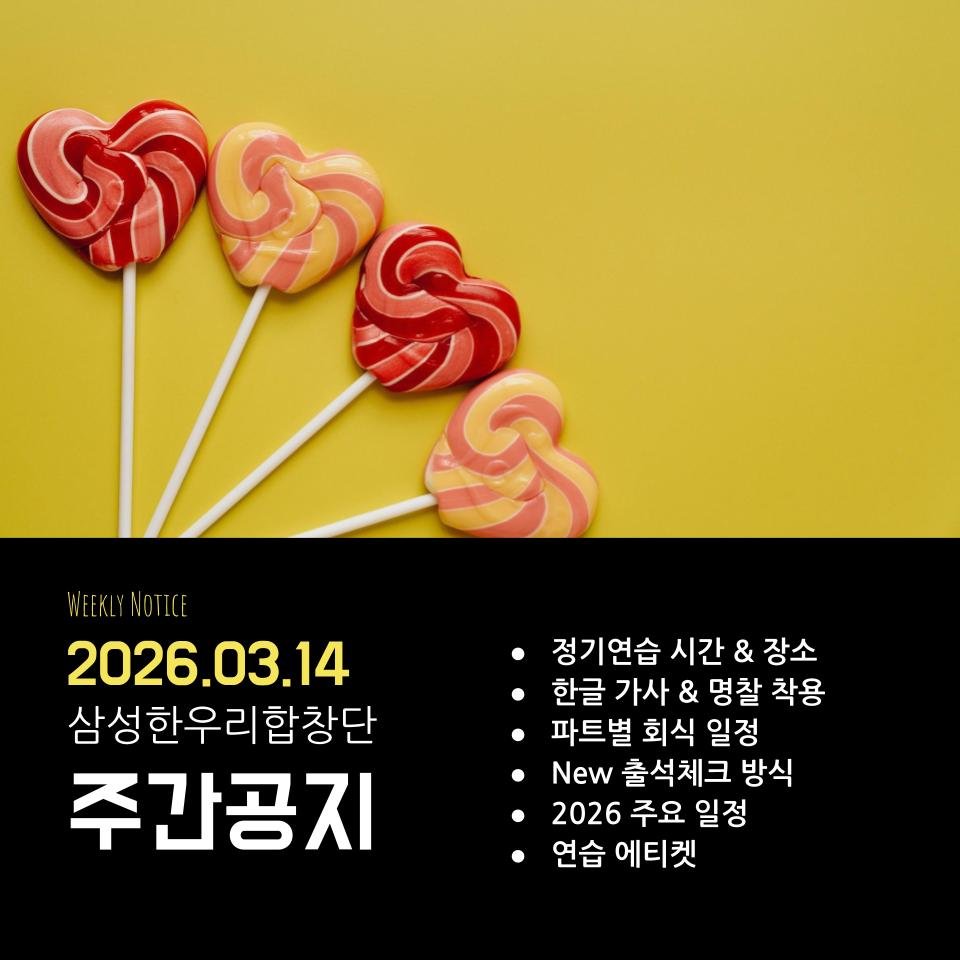 Weekly Notice
2026.03.14
삼성한우리합창단
주간공지
• 정기연습 시간 & 장소
• 한글 가사 & 명찰 착용
• 파트별 회식 일정
• New 출석체크 방식
• 2026 주요 일정
• 연습 에티켓